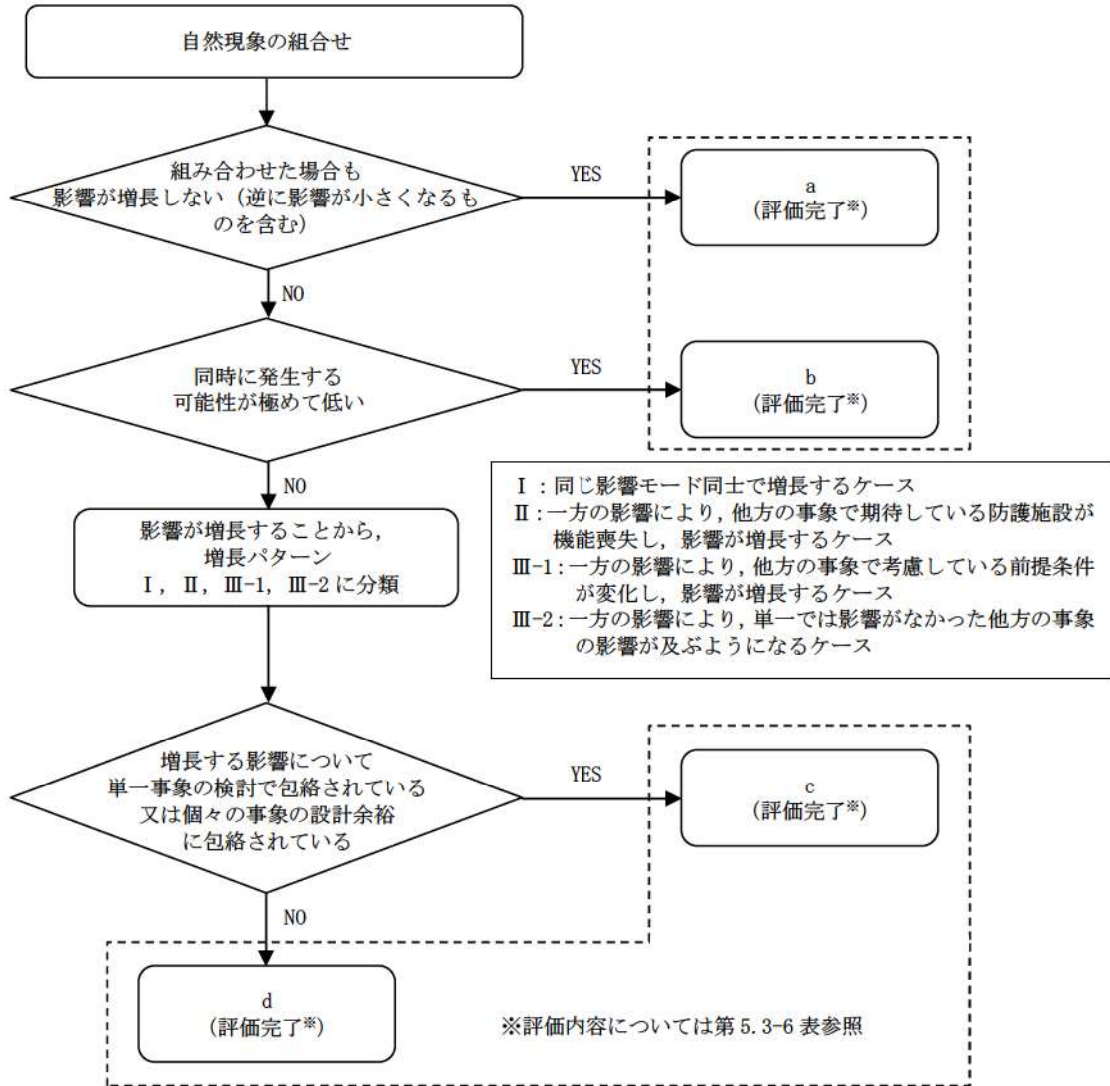 自然現象の組合せ
組み合わせた場合も
影響が増長しない（逆に影響が小さくなるも
のを含む）
YES
a
（評価完了※）
NO
同時に発生する
可能性が極めて低い
YES
b
（評価完了※）
NO
影響が増長することから，
増長パターン
Ⅰ，Ⅱ，Ⅲ-1，Ⅲ-2 に分類
Ⅰ：同じ影響モード同士で増長するケース
Ⅱ：一方の影響により，他方の事象で期待している防護施設が
機能喪失し，影響が増長するケース
Ⅲ-1：一方の影響により，他方の事象で考慮している前提条件
が変化し，影響が増長するケース
Ⅲ-2：一方の影響により，単一では影響がなかった他方の事象
の影響が及ぶようになるケース
増長する影響について
単一事象の検討で包絡されている
又は個々の事象の設計余裕
に包絡されている
YES
c
（評価完了※）
NO
d
（評価完了※）
※評価内容については第 5.3-6 表参照